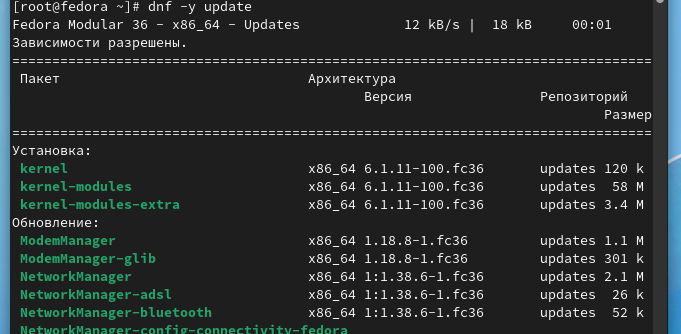 [root@fedora ~]# dnf -y update
Fedora Modular 36 - x86_64 - Updates 12 kB/s | 18 kB 00:01
Зависимости разрешены.
================================================================================
Пакет Архитектура
Версия Репозиторий
Размер
================================================================================
Установка:
kernel x86_64 6.1.11-100.fc36 updates 120 k
kernel-modules x86_64 6.1.11-100.fc36 updates 58 M
kernel-modules-extra x86_64 6.1.11-100.fc36 updates 3.4 M
Обновление:
ModemManager x86_64 1.18.8-1.fc36 updates 1.1 M
ModemManager-glib x86_64 1.18.8-1.fc36 updates 301 k
NetworkManager x86_64 1:1.38.6-1.fc36 updates 2.1 M
NetworkManager-adsl x86_64 1:1.38.6-1.fc36 updates 26 k
NetworkManager-bluetooth x86_64 1:1.38.6-1.fc36 updates 52 k
NetworkManager-config-connectivity-fedora